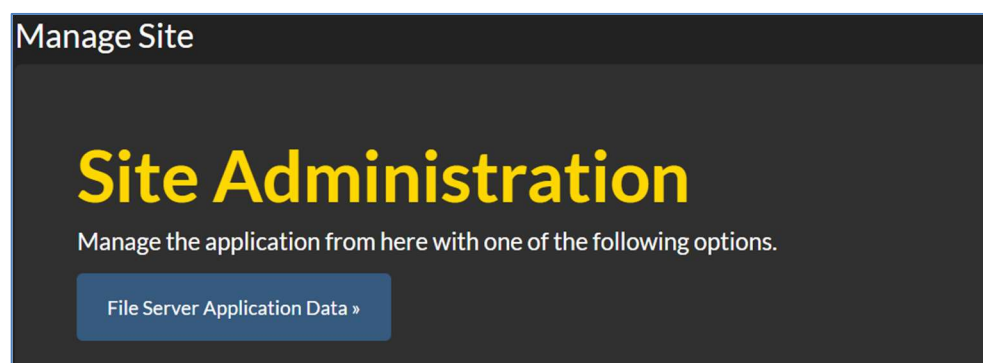 Manage Site
Site Administration
Manage the application from here with one of the following options.
File Server Application Data »